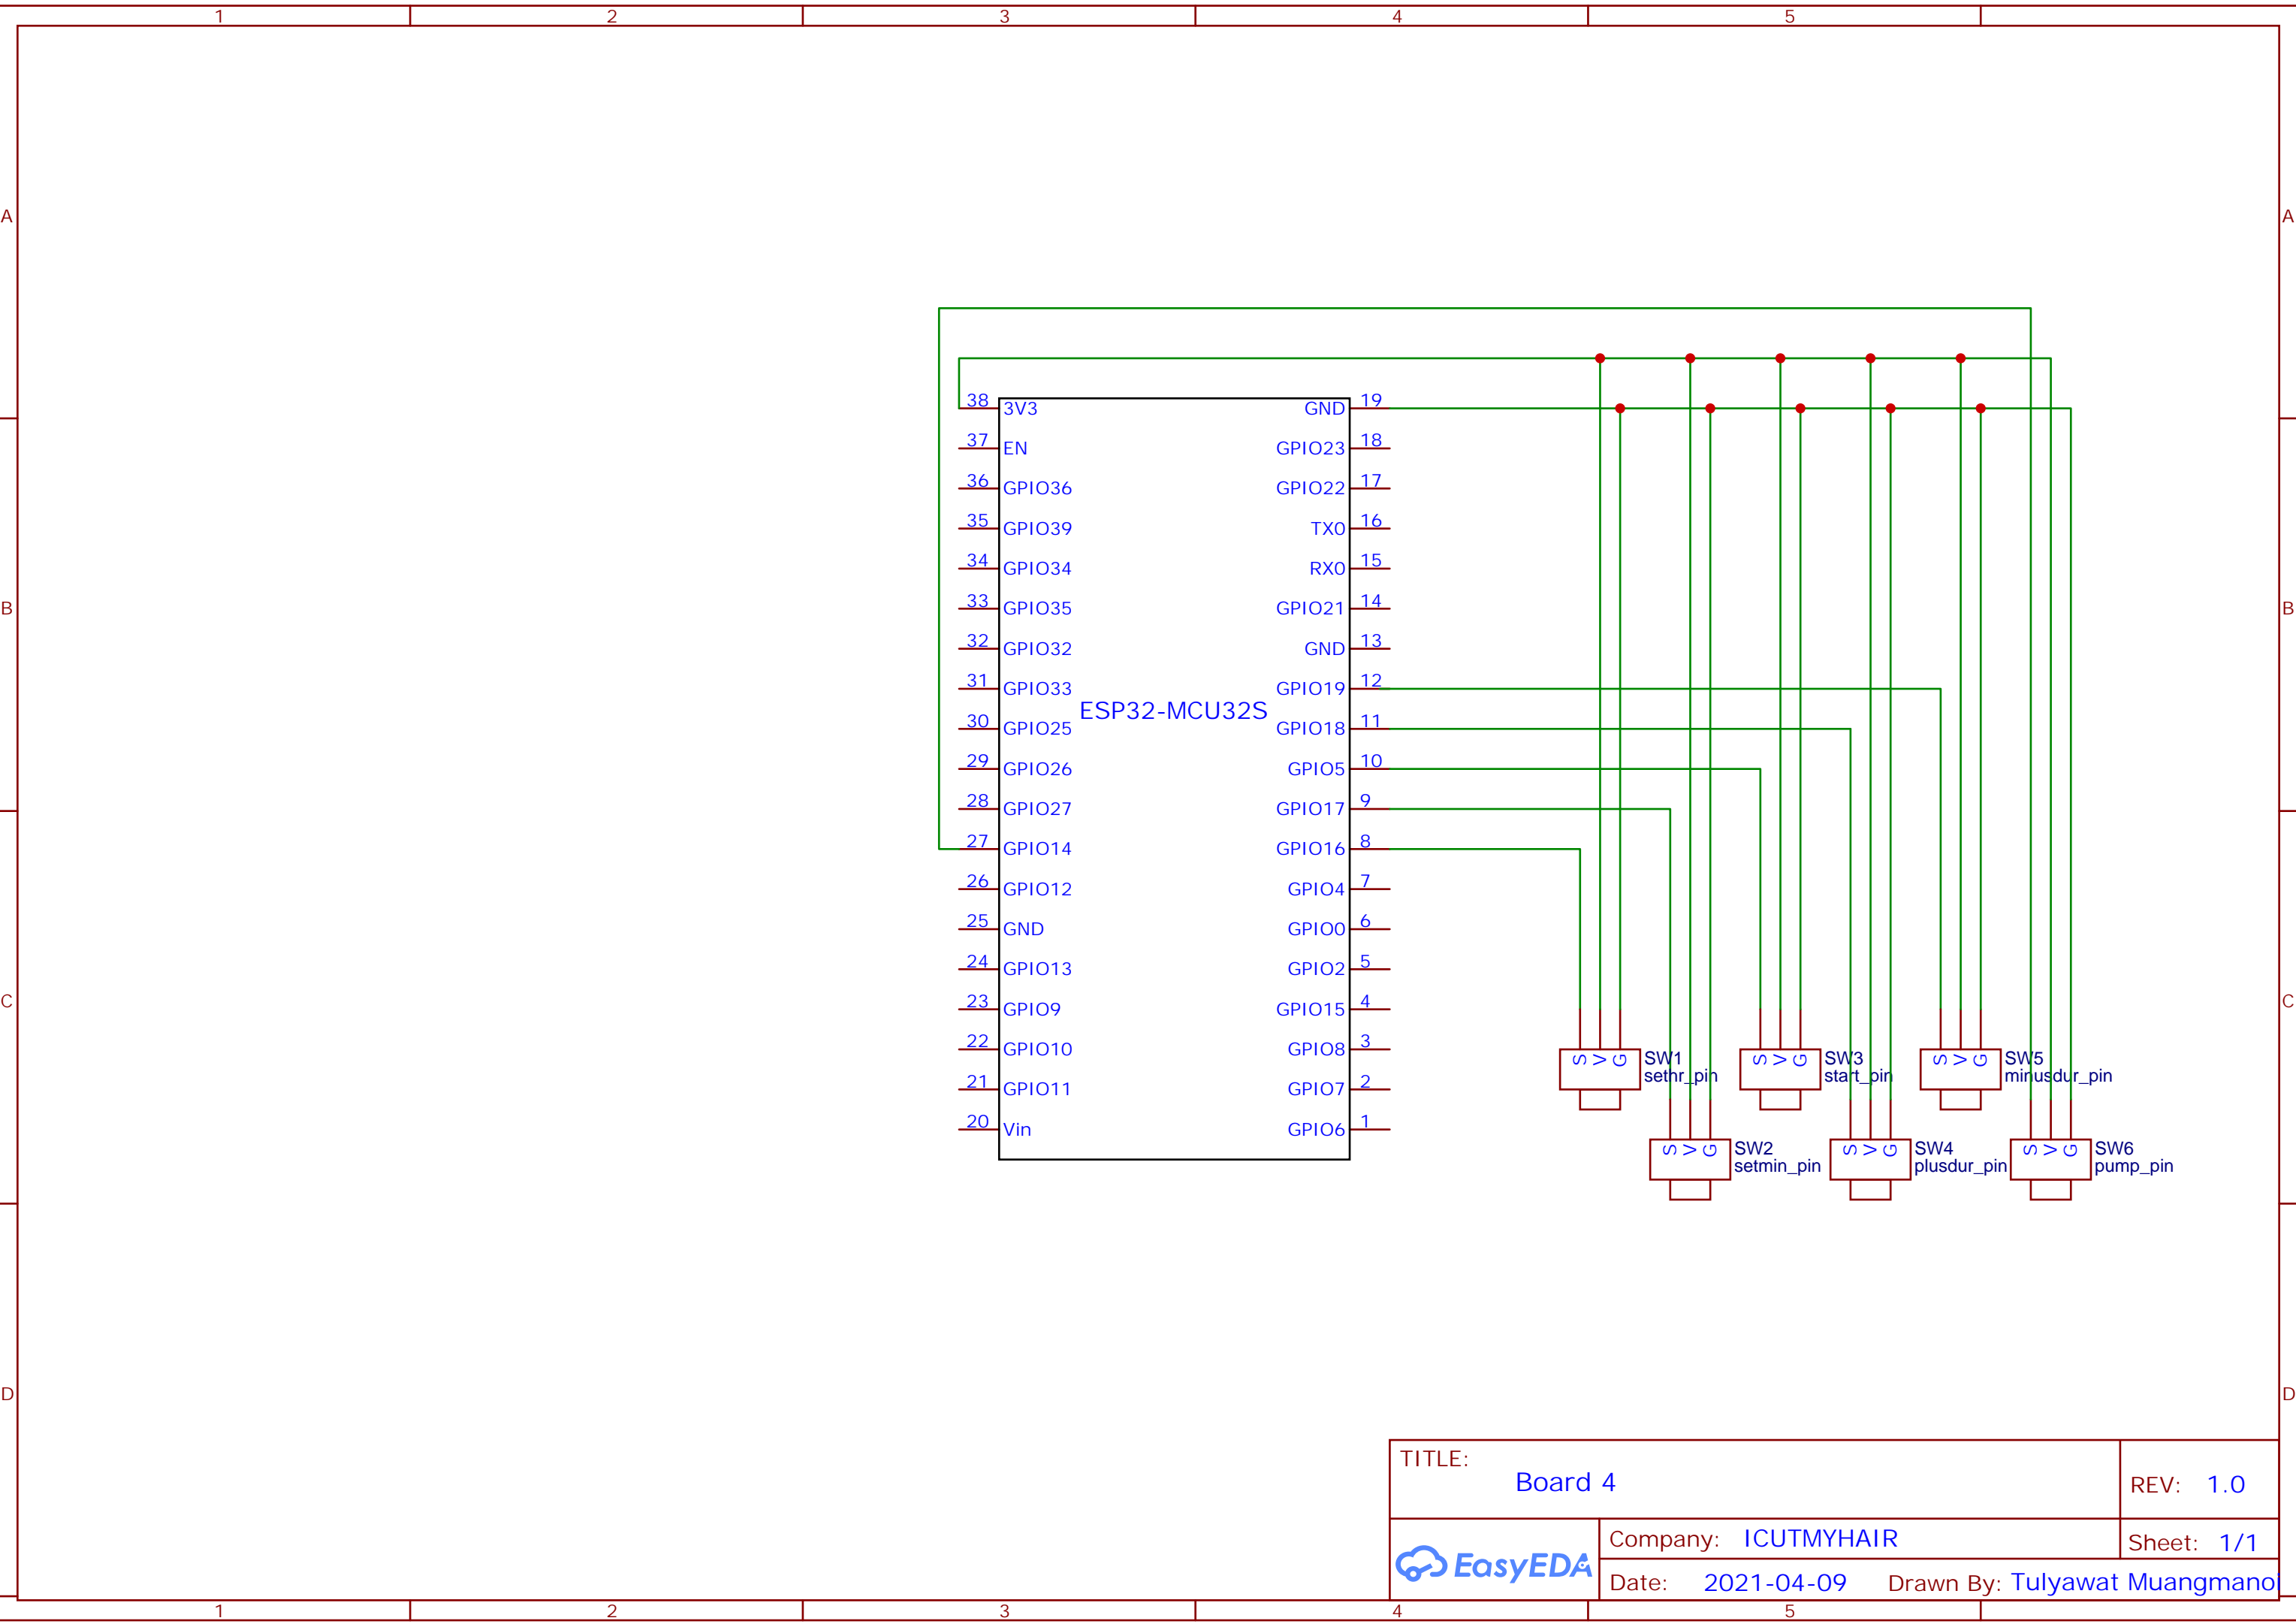 1 2 3 4 5
A A
38 3V3 GND 19
37 EN GPIO23 18
36 GPIO36 GPIO22 17
35 GPIO39 TX0 16
34 GPIO34 RX0 15
33 GPIO35 GPIO21 14
B B
32 GPIO32 GND 13
31 GPIO33 GPIO19 12
ESP32-MCU32S
30 GPIO25 GPIO18 11
29 GPIO26 GPIO5 10
28 GPIO27 GPIO17 9
27 GPIO14 GPIO16 8
26 GPIO12 GPIO4 7
25 GND GPIO0 6
24 GPIO13 GPIO2 5
C C
23 GPIO9 GPIO15 4
22 GPIO10 GPIO8 3
21 GPIO11 GPIO7 2
20 Vin GPIO6 1
S V G SW1 S V G SW3 S V G SW5
sethr_pin start_pin minusdur_pin
S V G SW2 S V G SW4 S V G SW6
setmin_pin plusdur_pin pump_pin
D D
TITLE:
Board 4
REV: 1.0
EasyEDA
Company: ICUTMYHAIR
Sheet: 1/1
Date: 2021-04-09 Drawn By: Tulyawat Muangmanoi
1 2 3 4 5